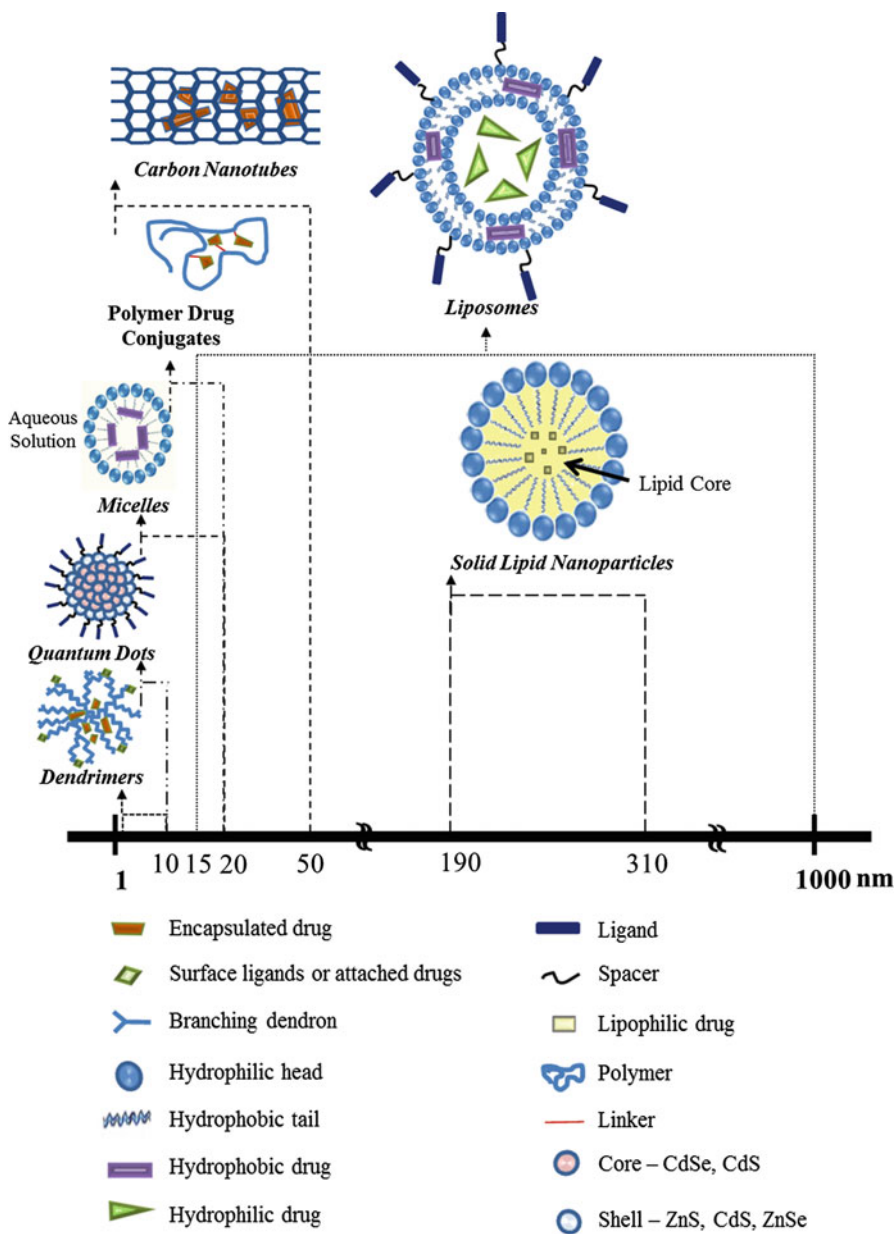 Carbon Nanotubes
Liposomes
Polymer Drug
Conjugates
Aqueous
Solution
Lipid Core
Micelles
Solid Lipid Nanoparticles
Quantum Dots
Dendrimers
1
10
15
20
50
190
310
1000 nm
Encapsulated drug
Surface ligands or attached drugs
Branching dendron
Hydrophilic head
Hydrophobic tail
Hydrophobic drug
Hydrophilic drug
Ligand
Spacer
Lipophilic drug
Polymer
Linker
Core – CdSe, CdS
Shell – ZnS, CdS, ZnSe